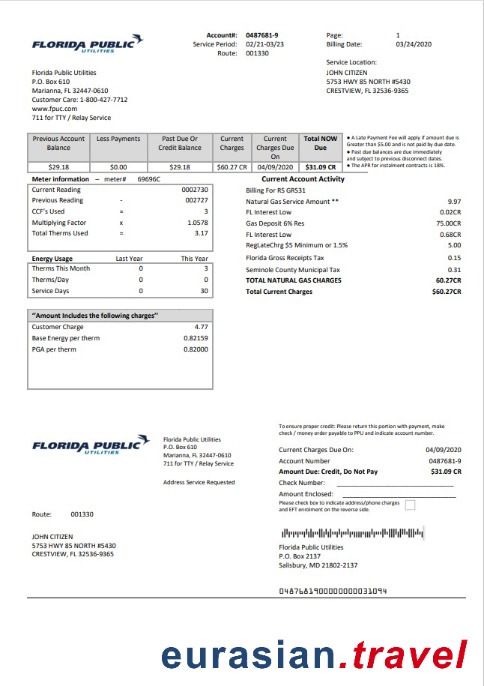 FLORIDA PUBLIC
UTILITIES
Account#: 0487681-9
Service Period: 02/21-03/23
Route: 001330
Page: 1
Billing Date: 03/24/2020
Service Location:
JOHN CITIZEN
5753 HWY 85 NORTH #5430
CRESTVIEW, FL 32536-9365
Florida Public Utilities
P.O. Box 610
Marianna, FL 32447-0610
Customer Care: 1-800-427-7712
www.fpuc.com
711 for TTY / Relay Service
Previous Account Balance Less Payments Past Due Or Credit Balance Current Charges Current Charges Due On Total NOW Due
$29.18 $0.00 $29.18 $60.27 CR 04/09/2020 $31.09 CR
• A Late Payment Fee will apply if amount due is
Greater than $5.00 and is not paid by due date.
• Past due balances are due immediately
and subject to previous disconnect dates.
• The APR for instalment contracts is 18%.
Meter Information – meter# 69696C
Current Reading 0002730
Previous Reading - 002727
CCF's Used = 3
Multiplying Factor x 1.0578
Total Therms Used = 3.17
Energy Usage Last Year This Year
Therms This Month 0 3
Therms/Day 0 0
Service Days 0 30
"Amount Includes the following charges"
Customer Charge 4.77
Base Energy per therm 0.82159
PGA per therm 0.82000
Current Account Activity
Billing For RS GRS31
Natural Gas Service Amount ** 9.97
FL Interest Low 0.02CR
Gas Deposit 6% Res 75.00CR
FL Interest Low 0.68CR
RegLateChrg $5 Minimum or 1.5% 5.00
Florida Gross Receipts Tax 0.15
Seminole County Municipal Tax 0.31
TOTAL NATURAL GAS CHARGES 60.27CR
Total Current Charges $60.27CR
FLORIDA PUBLIC
UTILITIES
Florida Public Utilities
P.O. Box 610
Marianna, FL 32447-0610
711 for TTY / Relay Service
Address Service Requested
Route: 001330
JOHN CITIZEN
5753 HWY 85 NORTH #5430
CRESTVIEW, FL 32536-9365
To ensure proper credit: Please return this portion with payment, make
check / money order payable to PPU and indicate account number.
Current Charges Due On: 04/09/2020
Account Number 0487681-9
Amount Due: Credit, Do Not Pay $31.09 CR
Check Number:
Amount Enclosed:
Please check box to indicate address/phone charges
and EFT enrolment on the reverse side.
Florida Public Utilities
P.O. Box 2137
Salisbury, MD 21802-2137
eurasian.travel